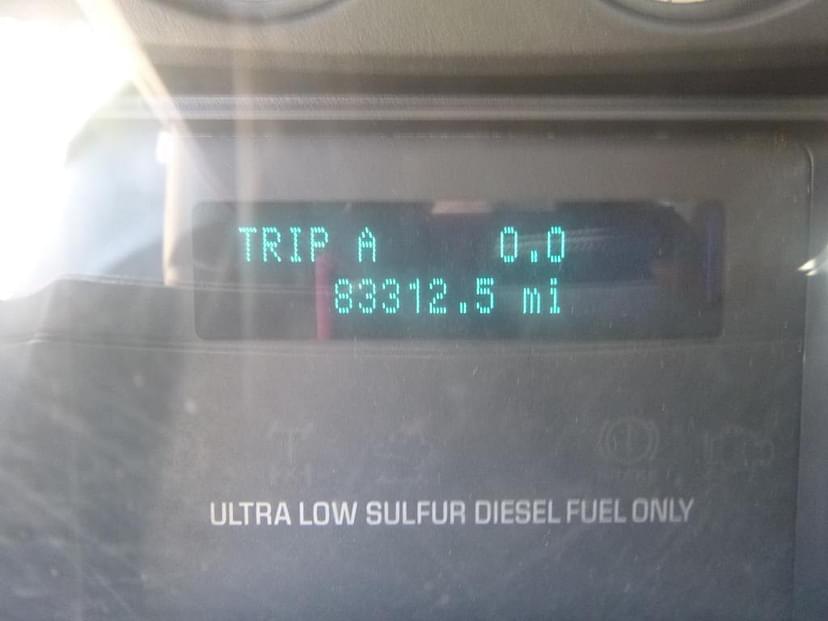 TRIP A 0.0
83312.5 mi
ULTRA LOW SULFUR DIESEL FUEL ONLY